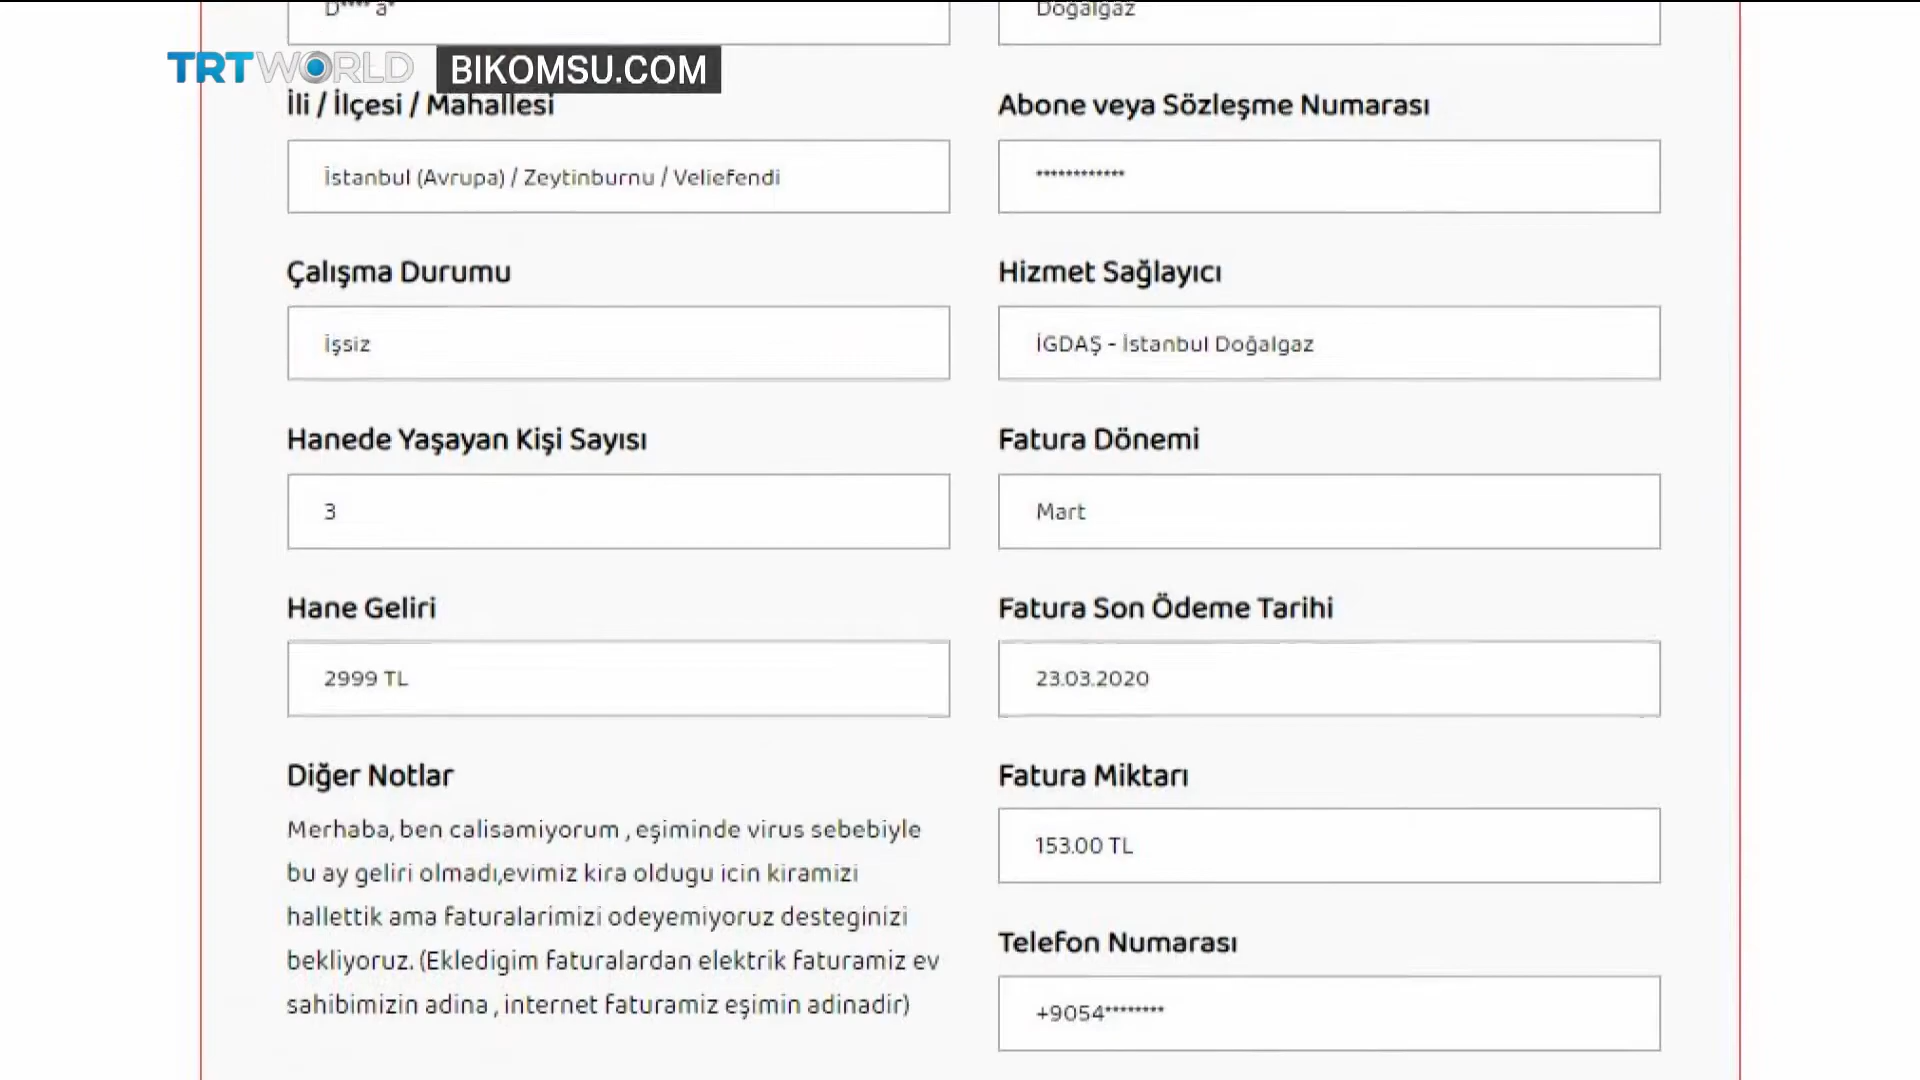 D**** a*
Doğalgaz
TRT WORLD
BIKOMSU.COM
İli / İlçesi / Mahallesi
İstanbul (Avrupa) / Zeytinburnu / Veliefendi
Abone veya Sözleşme Numarası
************
Çalışma Durumu
İşsiz
Hizmet Sağlayıcı
İGDAŞ - İstanbul Doğalgaz
Hanede Yaşayan Kişi Sayısı
3
Fatura Dönemi
Mart
Hane Geliri
2999 TL
Fatura Son Ödeme Tarihi
23.03.2020
Diğer Notlar
Merhaba, ben calisamiyorum , eşiminde virus sebebiyle
bu ay geliri olmadı,evimiz kira oldugu icin kiramizi
hallettik ama faturalarimizi odeyemiyoruz desteginizi
bekliyoruz. (Ekledigim faturalardan elektrik faturamiz ev
sahibimizin adina , internet faturamiz eşimin adinadir)
Fatura Miktarı
153.00 TL
Telefon Numarası
+9054********